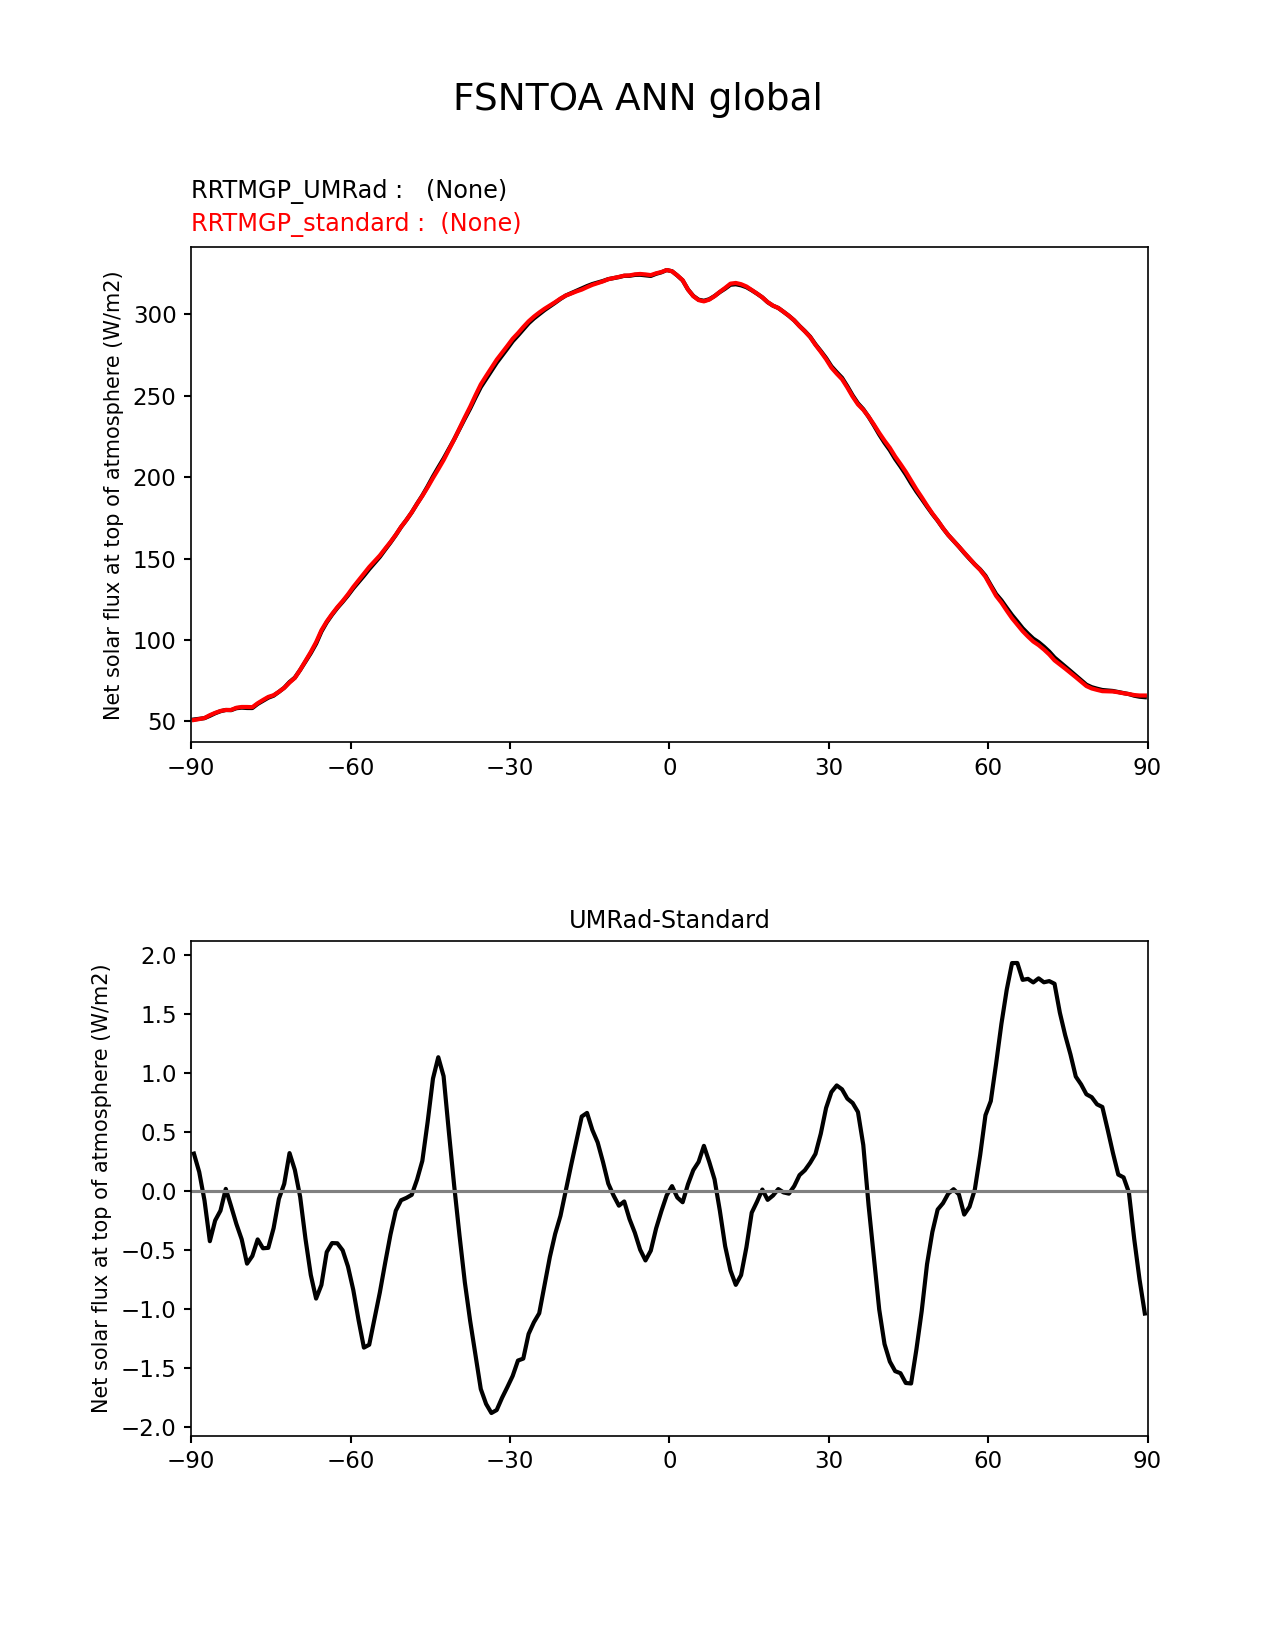 FSNTOA ANN global
RRTMGP_UMRad :   (None)
RRTMGP_standard :  (None)
Net solar flux at top of atmosphere (W/m2)
300
250
200
150
100
50
−90 −60 −30 0 30 60 90
UMRad-Standard
Net solar flux at top of atmosphere (W/m2)
2.0
1.5
1.0
0.5
0.0
−0.5
−1.0
−1.5
−2.0
−90 −60 −30 0 30 60 90